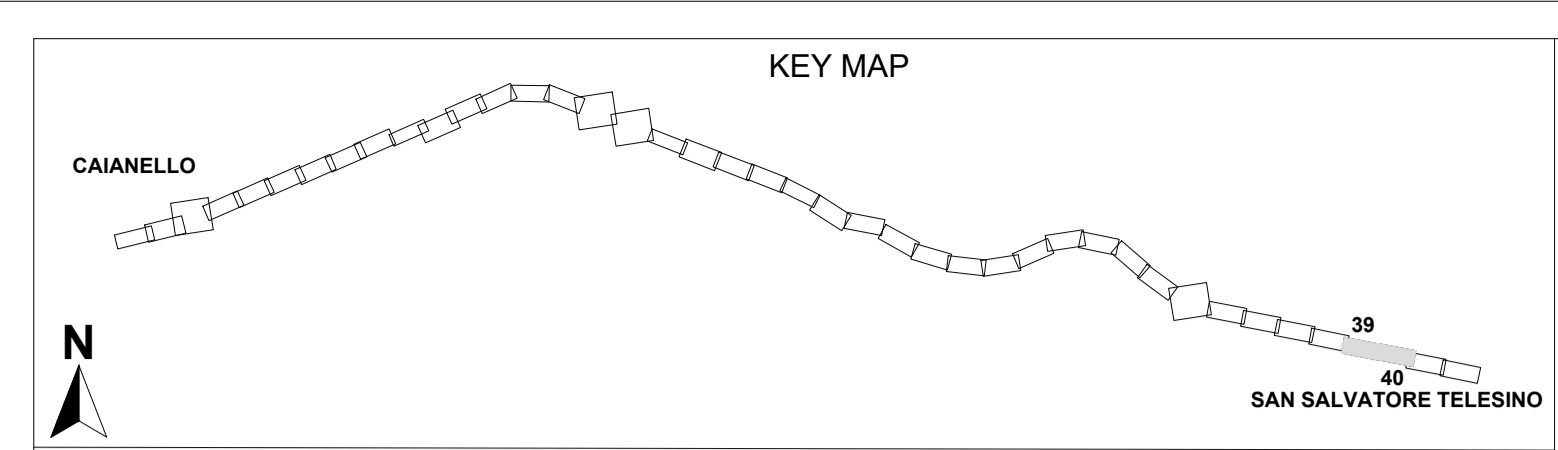 KEY MAP
CAIANELLO
N
39
40
SAN SALVATORE TELESINO